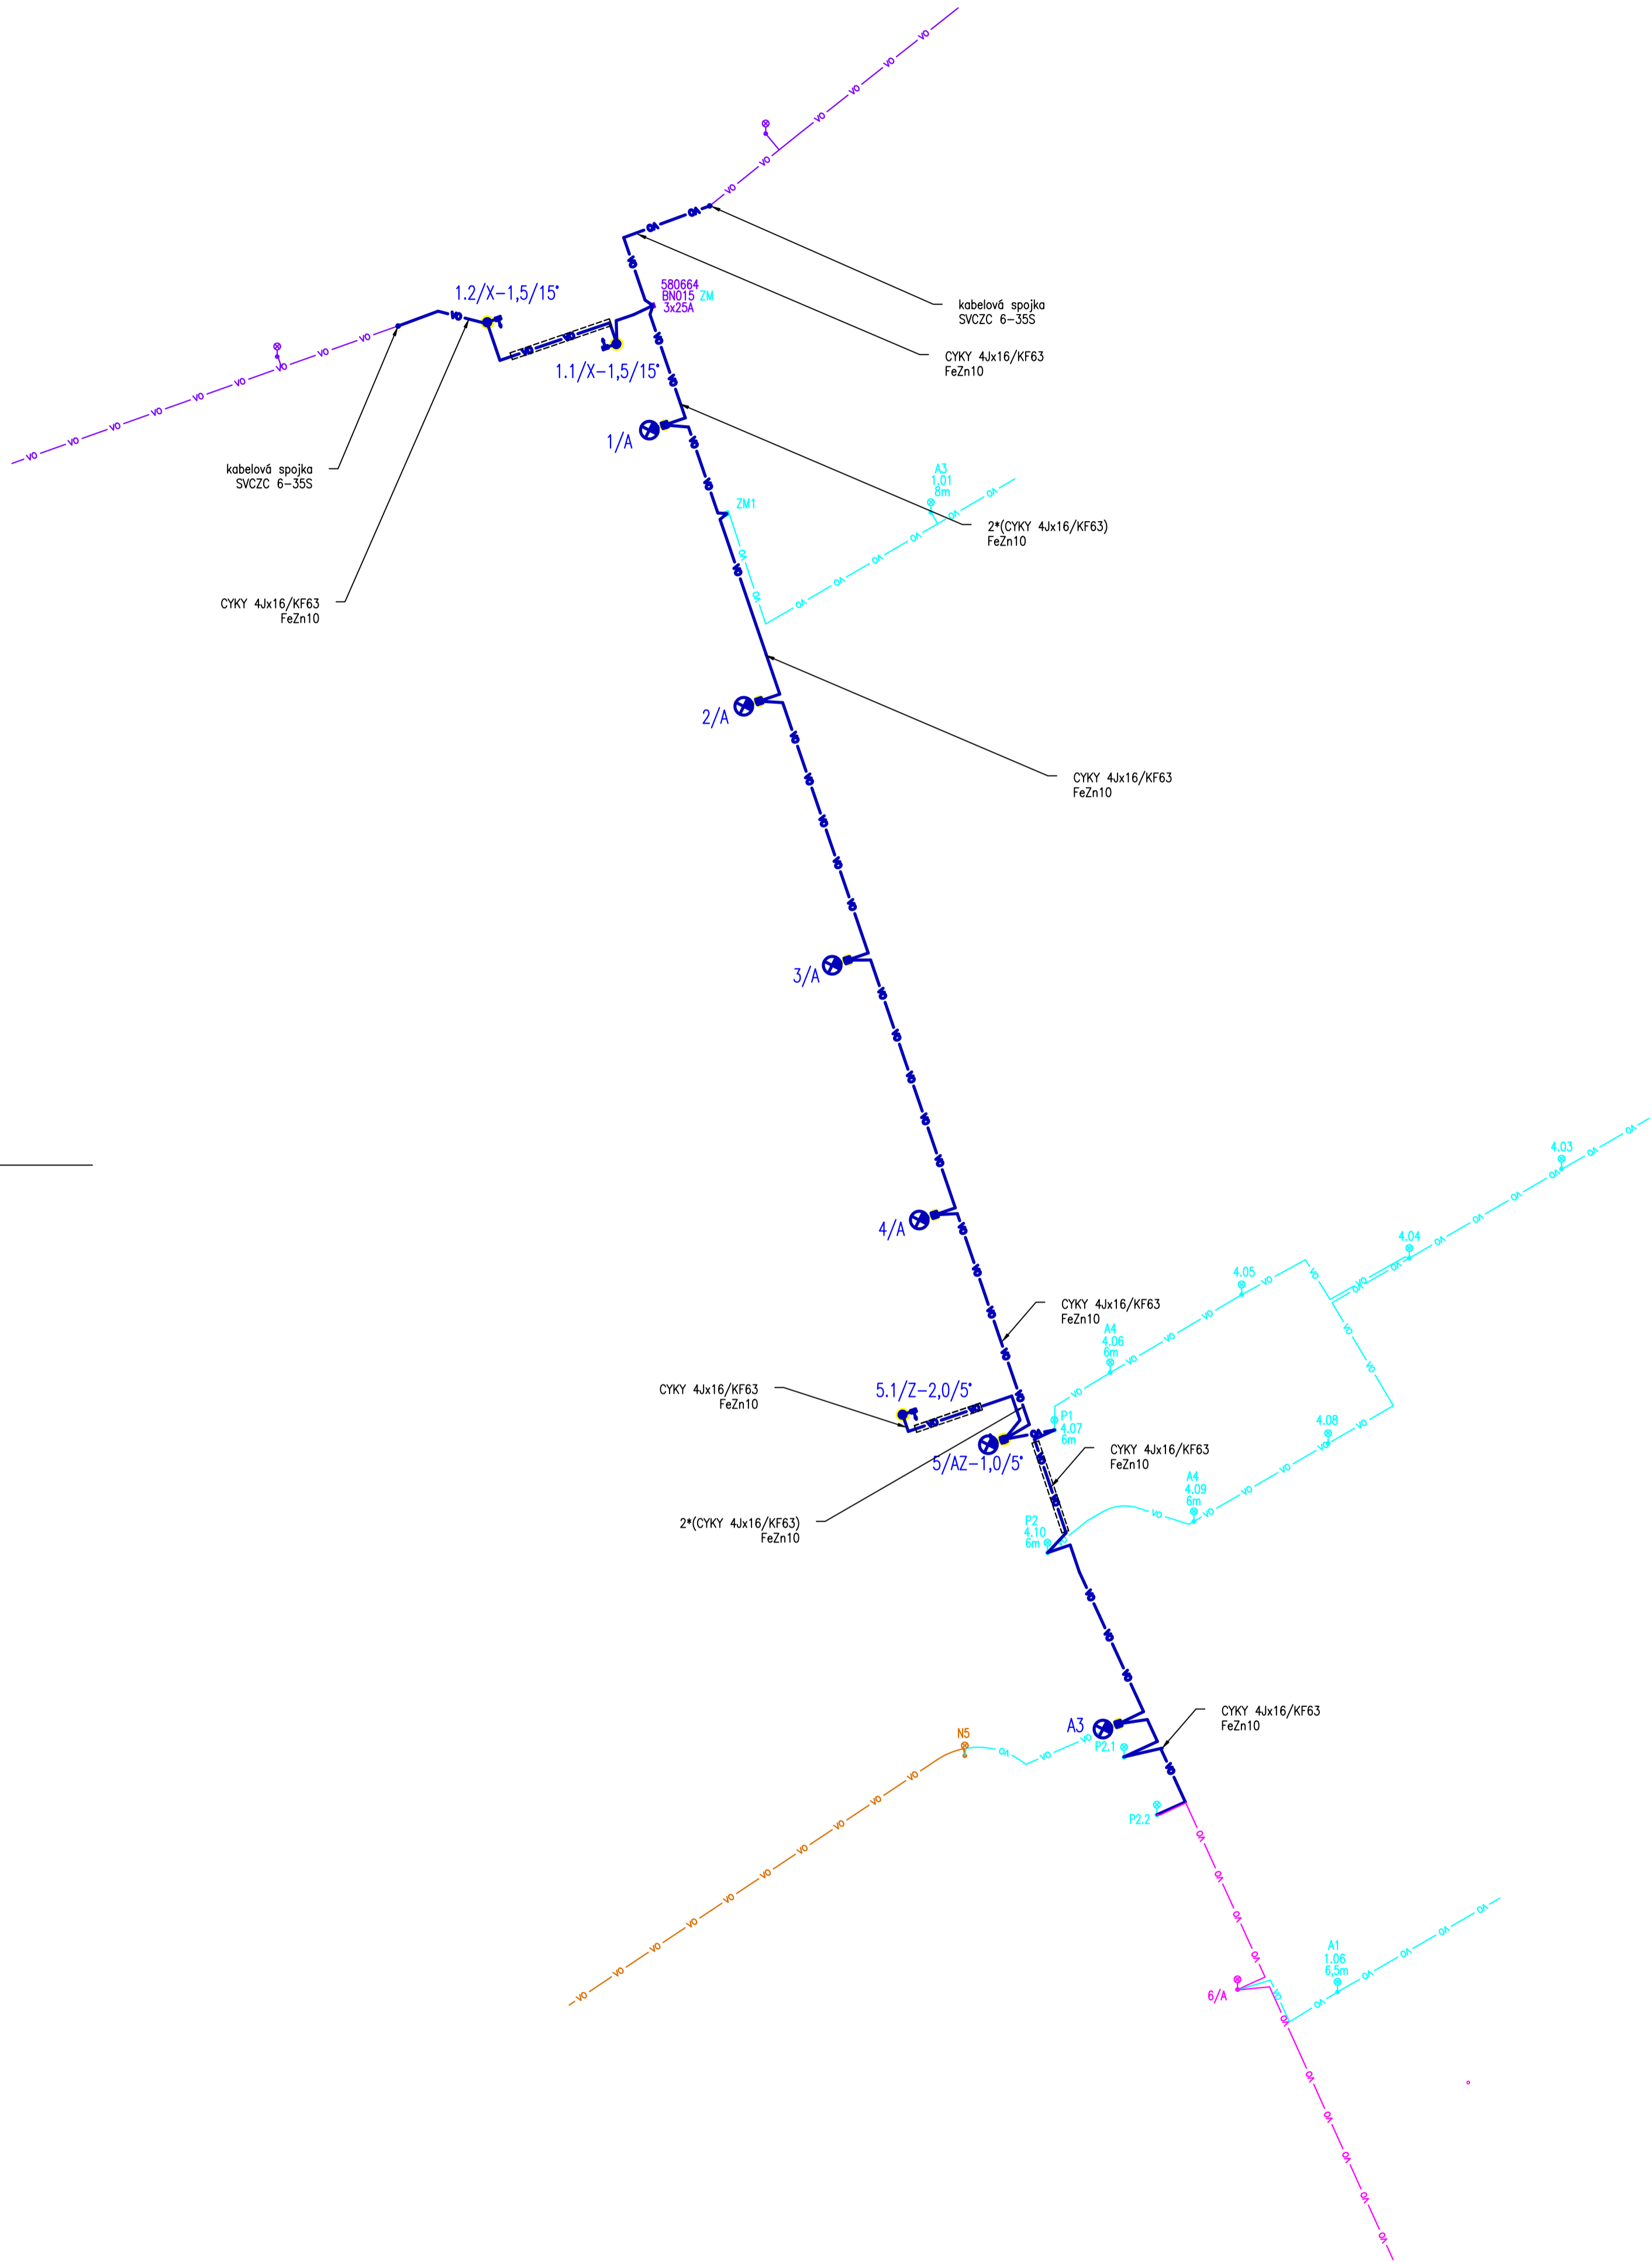 580664
BN015 ZM
3x25A
1.2/X-1,5/15°
1.1/X-1,5/15°
kabelová spojka
SVCZC 6-35S
CYKY 4Jx16/KF63
FeZn10
1/A
kabelová spojka
SVCZC 6-35S
A3
1.01
8m
ZM1
2*(CYKY 4Jx16/KF63)
FeZn10
CYKY 4Jx16/KF63
FeZn10
2/A
CYKY 4Jx16/KF63
FeZn10
3/A
4.03
4/A
4.04
4.05
CYKY 4Jx16/KF63
FeZn10
A4
4.06
6m
CYKY 4Jx16/KF63
FeZn10
5.1/Z-2,0/5°
P1
4.07
6m
4.08
5/AZ-1,0/5°
CYKY 4Jx16/KF63
FeZn10
A4
4.09
6m
2*(CYKY 4Jx16/KF63)
FeZn10
P2
4.10
6m
CYKY 4Jx16/KF63
FeZn10
A3
N5
P2.1
P2.2
A1
1.06
6,5m
6/A
VO